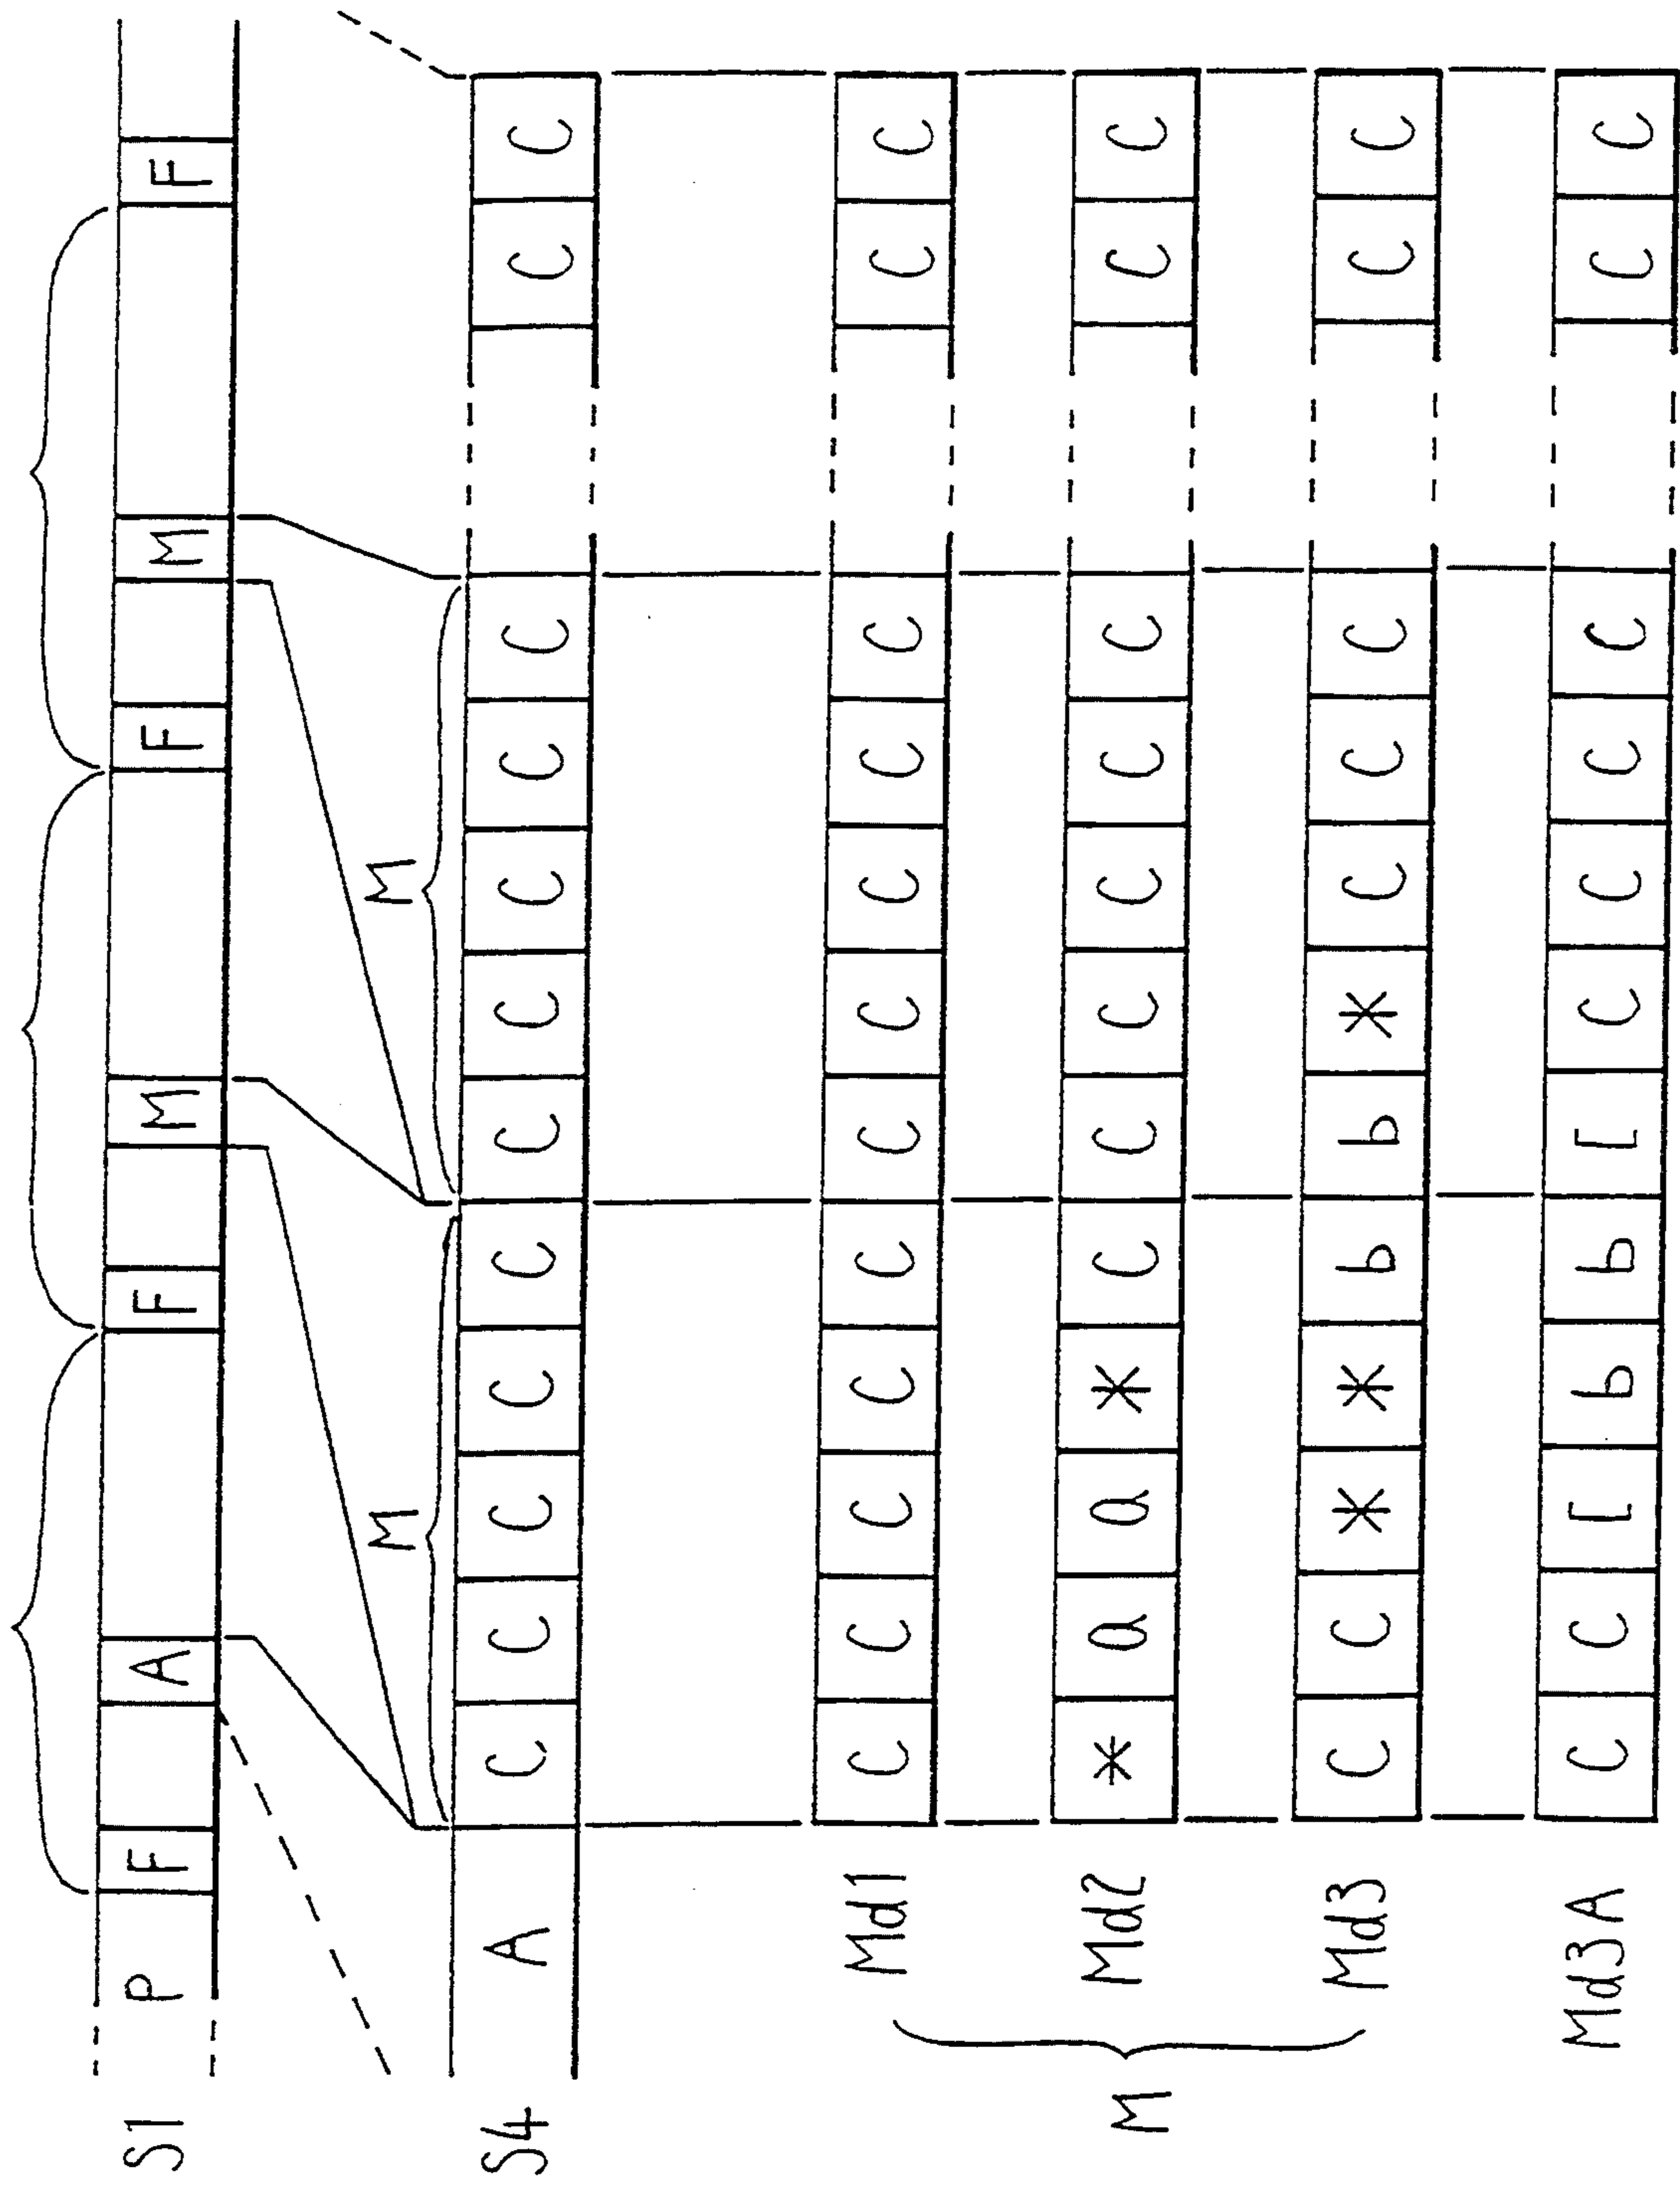 S1 P F A F M F M F
M M
S4 A C C C C C C C C C C C C
Md1 C C C C C C C C C C C C
M Md2 * a a * C C C C C C C C
Md3 C C * * b b * C C C C C
Md3A C C [ b b [ C C C C C C